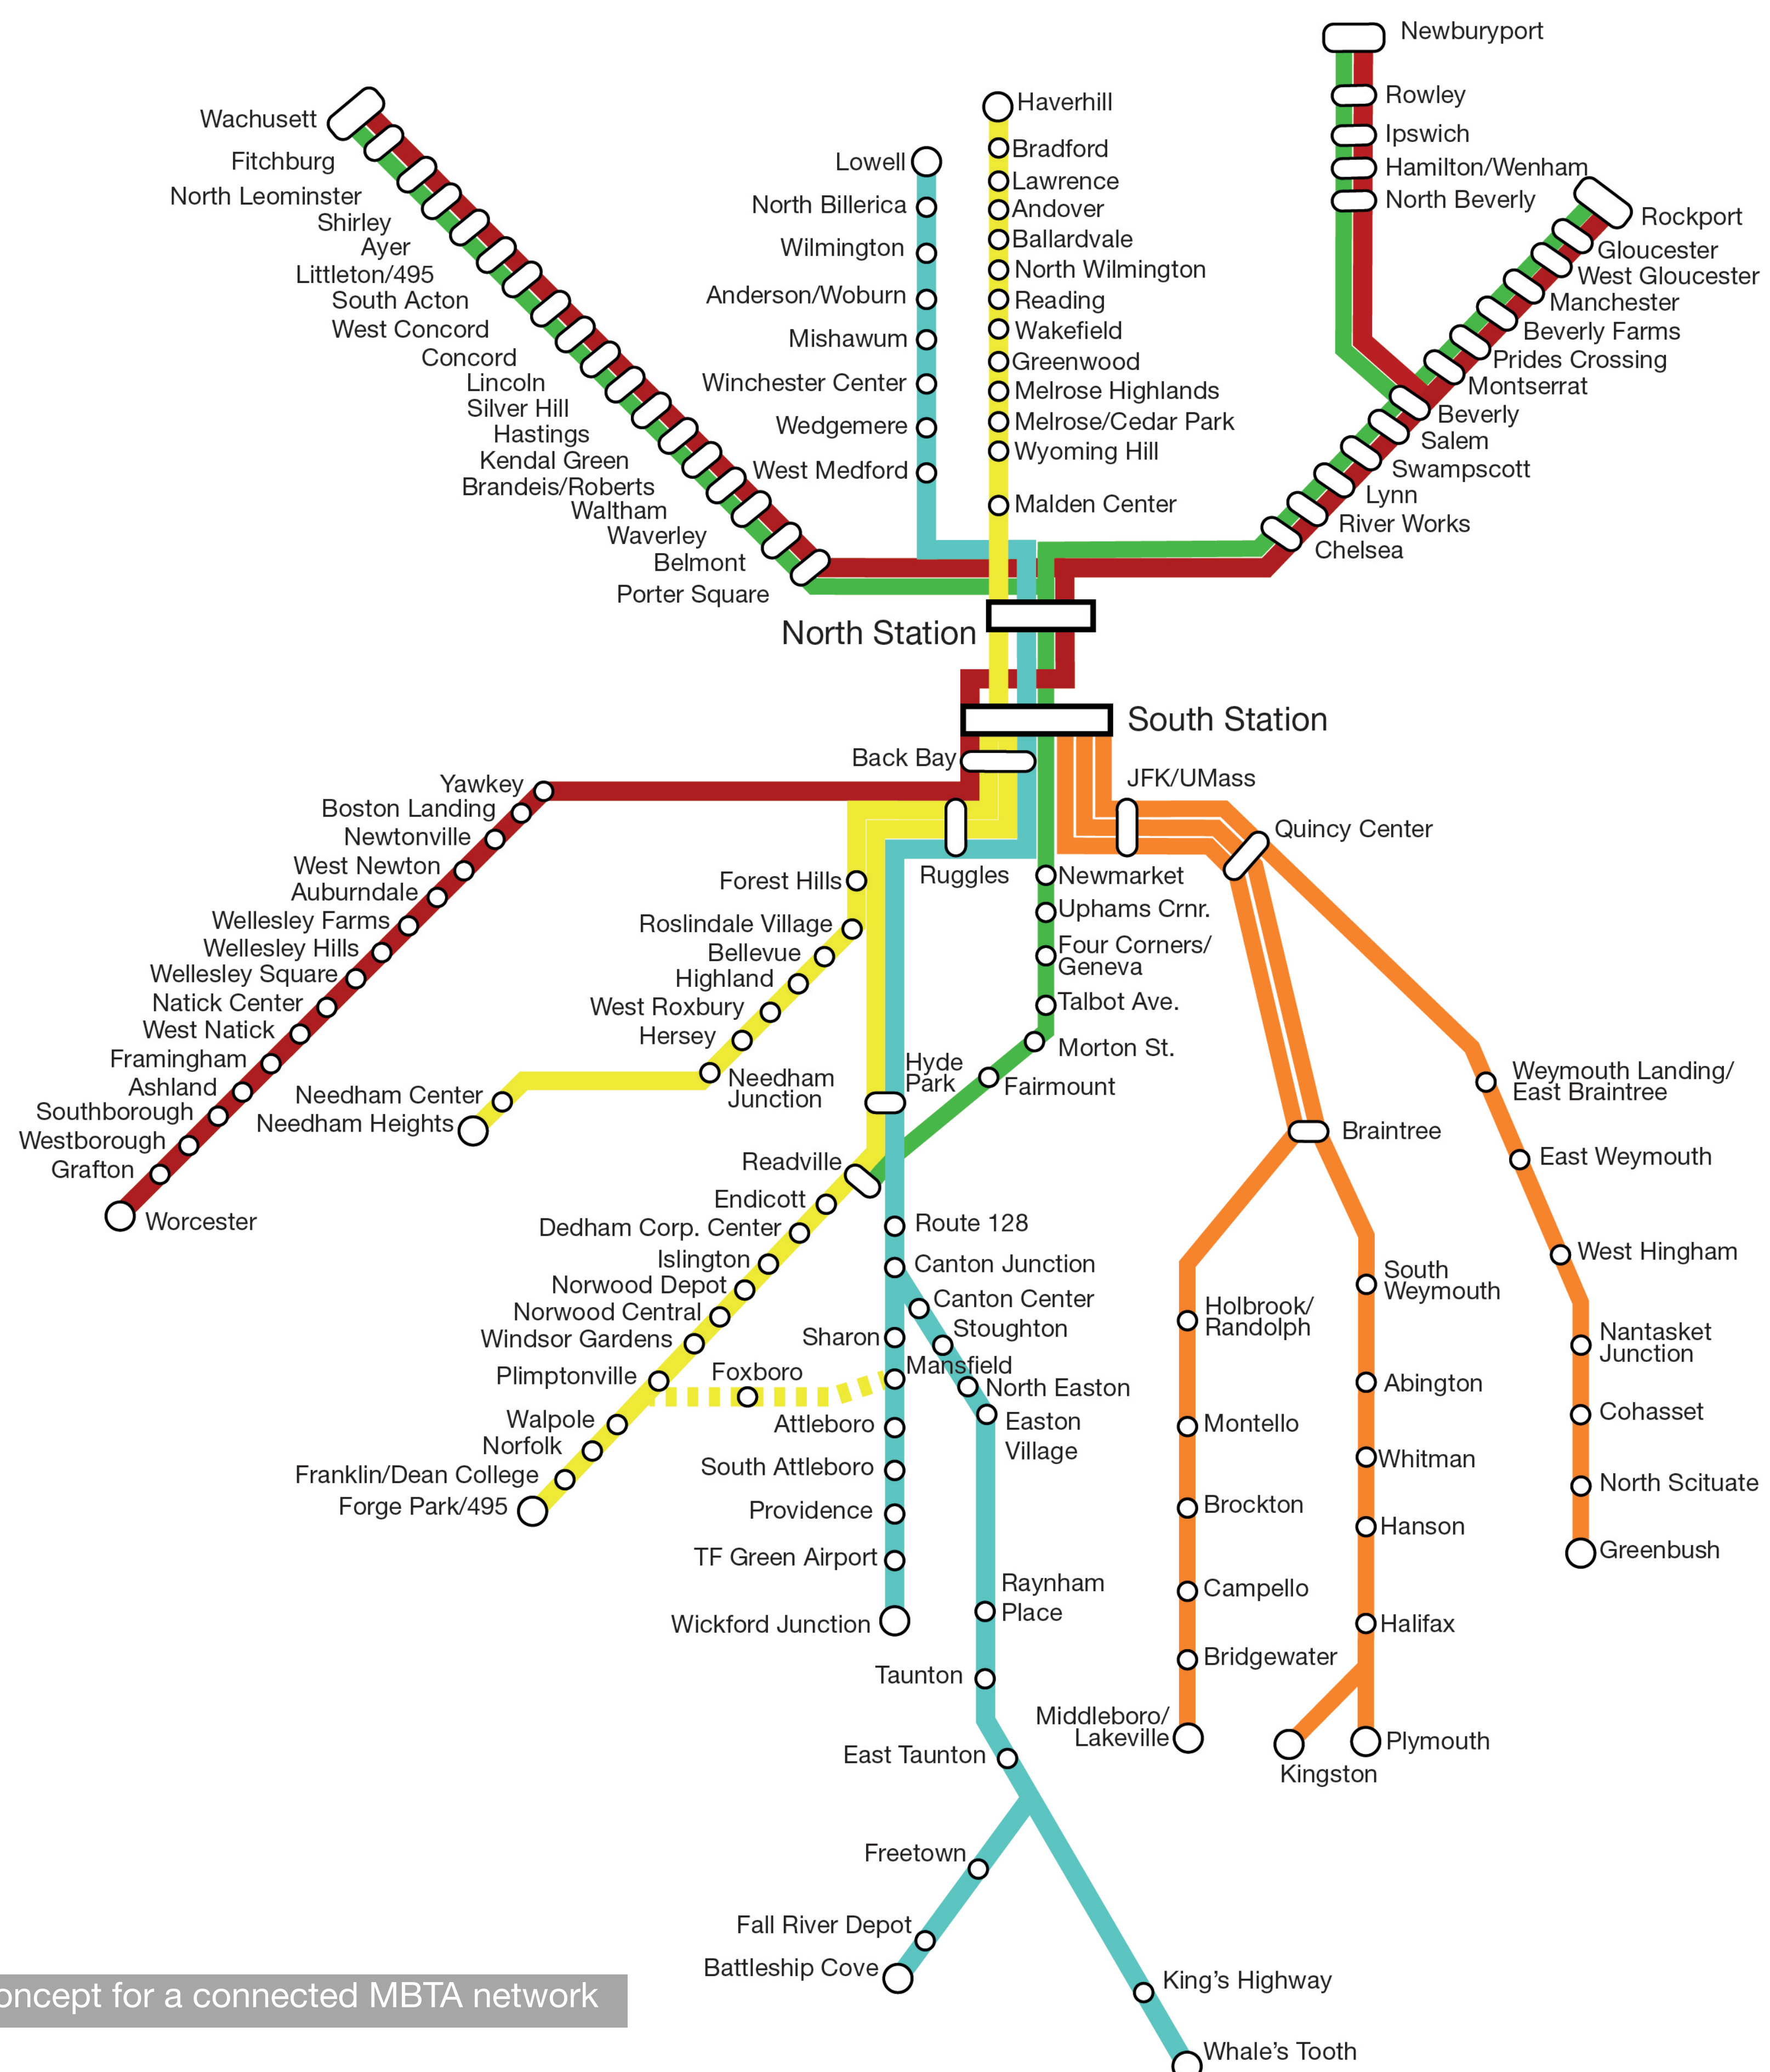 Newburyport
Rowley
Ipswich
Hamilton/Wenham
North Beverly
Rockport
Gloucester
West Gloucester
Manchester
Beverly Farms
Prides Crossing
Montserrat
Beverly
Salem
Swampscott
Lynn
River Works
Chelsea
Wachusett
Fitchburg
North Leominster
Shirley
Ayer
Littleton/495
South Acton
West Concord
Concord
Lincoln
Silver Hill
Hastings
Kendal Green
Brandeis/Roberts
Waltham
Waverley
Belmont
Porter Square
Lowell
North Billerica
Wilmington
Anderson/Woburn
Mishawum
Winchester Center
Wedgemere
West Medford
Haverhill
Bradford
Lawrence
Andover
Ballardvale
North Wilmington
Reading
Wakefield
Greenwood
Melrose Highlands
Melrose/Cedar Park
Wyoming Hill
Malden Center
North Station
South Station
Back Bay
JFK/UMass
Quincy Center
Ruggles
Yawkey
Boston Landing
Newtonville
West Newton
Auburndale
Wellesley Farms
Wellesley Hills
Wellesley Square
Natick Center
West Natick
Framingham
Ashland
Southborough
Westborough
Grafton
Worcester
Forest Hills
Roslindale Village
Bellevue
Highland
West Roxbury
Hersey
Needham
Junction
Needham Center
Needham Heights
Newmarket
Uphams Crnr.
Four Corners/
Geneva
Talbot Ave.
Morton St.
Fairmount
Hyde
Park
Readville
Endicott
Dedham Corp. Center
Islington
Norwood Depot
Norwood Central
Windsor Gardens
Plimptonville
Foxboro
Walpole
Norfolk
Franklin/Dean College
Forge Park/495
Route 128
Canton Junction
Canton Center
Stoughton
Sharon
Mansfield
North Easton
Easton
Village
Attleboro
South Attleboro
Providence
TF Green Airport
Wickford Junction
Raynham
Place
Taunton
East Taunton
Freetown
Fall River Depot
Battleship Cove
King's Highway
Whale's Tooth
Braintree
Holbrook/
Randolph
Montello
Brockton
Campello
Bridgewater
Middleboro/
Lakeville
South
Weymouth
Abington
Whitman
Hanson
Halifax
Kingston
Plymouth
Weymouth Landing/
East Braintree
East Weymouth
West Hingham
Nantasket
Junction
Cohasset
North Scituate
Greenbush
oncept for a connected MBTA network